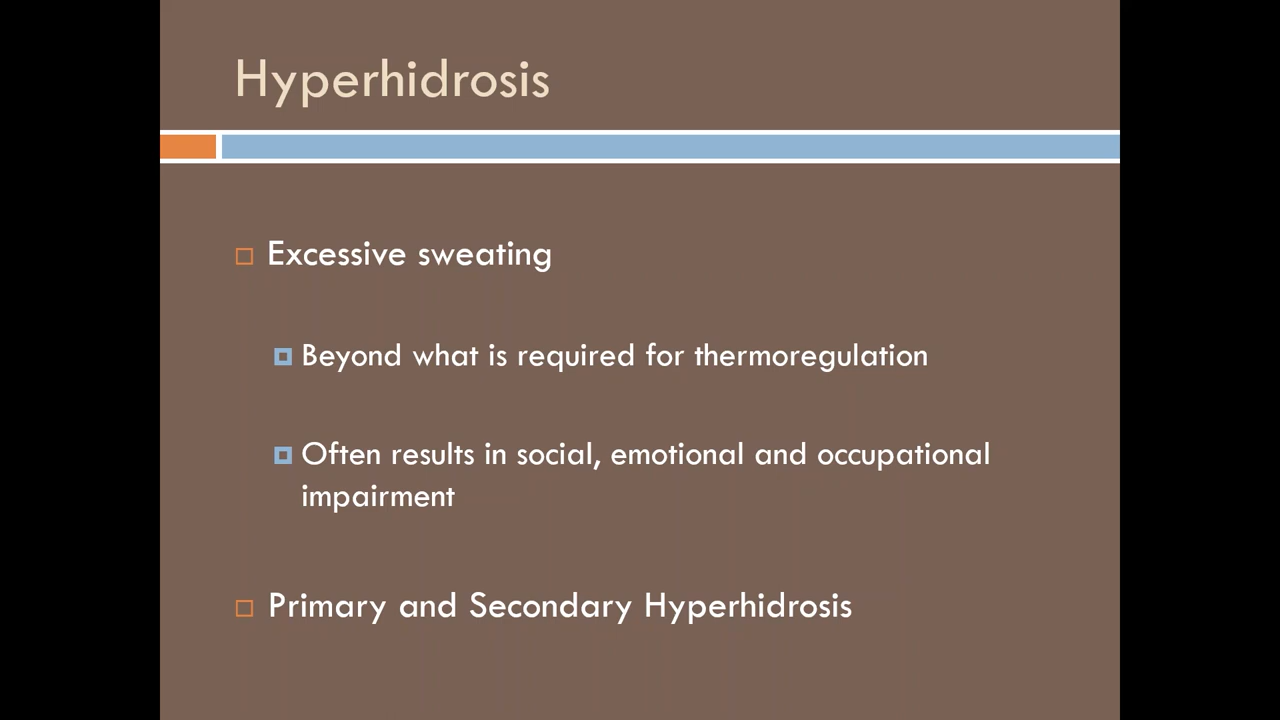 Hyperhidrosis
Excessive sweating
Beyond what is required for thermoregulation
Often results in social, emotional and occupational
impairment
Primary and Secondary Hyperhidrosis